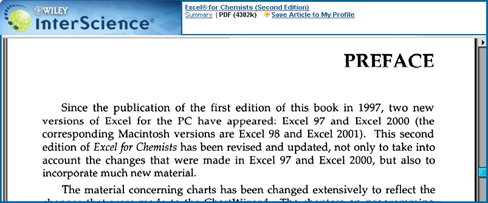 WILEY
InterScience®
Excel® for Chemists (Second Edition)
Summary | PDF (4302k) Save Article to My Profile
PREFACE
Since the publication of the first edition of this book in 1997, two new
versions of Excel for the PC have appeared: Excel 97 and Excel 2000 (the
corresponding Macintosh versions are Excel 98 and Excel 2001). This second
edition of Excel for Chemists has been revised and updated, not only to take into
account the changes that were made in Excel 97 and Excel 2000, but also to
incorporate much new material.
The material concerning charts has been changed extensively to reflect the